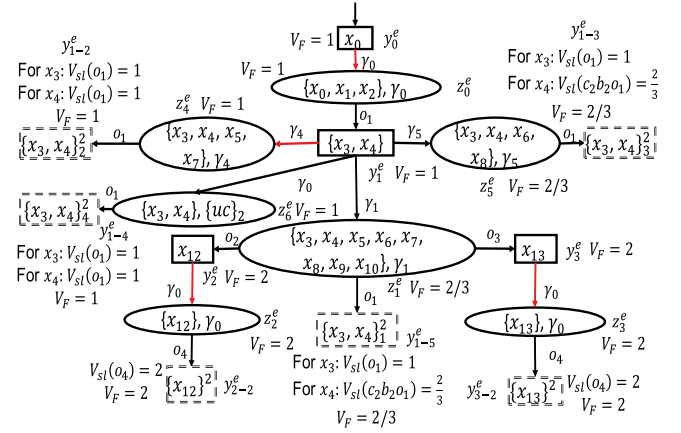 V_F = 1 x_0 y_0^e
γ_0
V_F = 1 {x_0, x_1, x_2}, γ_0 z_0^e
o_1
y_{1-2}^e
For x_3: V_{sl}(o_1) = 1
For x_4: V_{sl}(o_1) = 1
V_F = 1
y_{1-3}^e
For x_3: V_{sl}(o_1) = 1
For x_4: V_{sl}(c_2b_2o_1) = 2/3
V_F = 2/3
z_4^e V_F = 1
{x_3, x_4}_2^2 o_1 {x_3, x_4, x_5,
x_7}, γ_4
γ_4 {x_3, x_4} γ_5
y_1^e V_F = 1
{x_3, x_4, x_6,
x_8}, γ_5 o_1 {x_3, x_4}_3^2
z_5^e V_F = 2/3
γ_0
γ_1
{x_3, x_4}_4^2 o_1 {x_3, x_4}, {uc}_2 z_6^e V_F = 1
y_{1-4}^e
For x_3: V_{sl}(o_1) = 1
For x_4: V_{sl}(o_1) = 1
V_F = 1
x_12 o_2
y_2^e V_F = 2
{x_3, x_4, x_5, x_6, x_7,
x_8, x_9, x_10}, γ_1
z_1^e V_F = 2/3
o_3 x_13 y_3^e V_F = 2
γ_0
o_1
γ_0
{x_12}, γ_0 z_2^e
V_F = 2
{x_3, x_4}_1^2 y_{1-5}^e
{x_13}, γ_0 z_3^e
V_F = 2
o_4
V_{sl}(o_4) = 2
V_F = 2
{x_12}^2 y_{2-2}^e
For x_3: V_{sl}(o_1) = 1
For x_4: V_{sl}(c_2b_2o_1) = 2/3
V_F = 2/3
o_4
y_{3-2}^e {x_13}^2
V_{sl}(o_4) = 2
V_F = 2